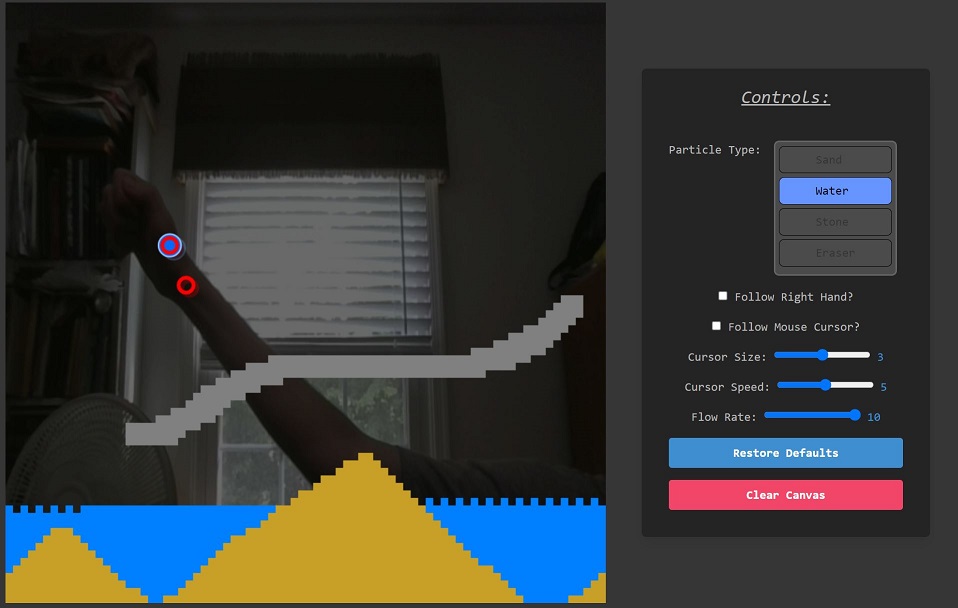 Controls:
Particle Type:
Sand
Water
Stone
Eraser
Follow Right Hand?
Follow Mouse Cursor?
Cursor Size: 3
Cursor Speed: 5
Flow Rate: 10
Restore Defaults
Clear Canvas